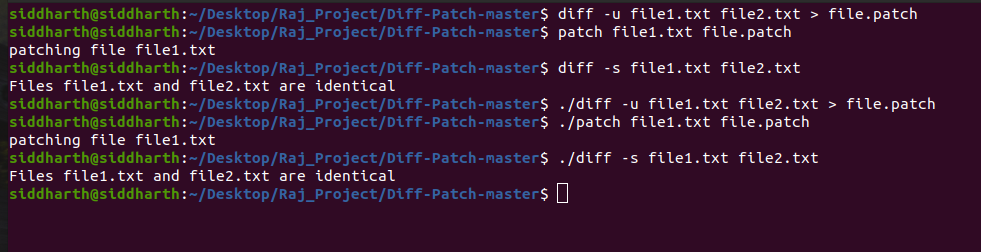 siddharth@siddharth:~/Desktop/Raj_Project/Diff-Patch-master$ diff -u file1.txt file2.txt > file.patch
siddharth@siddharth:~/Desktop/Raj_Project/Diff-Patch-master$ patch file1.txt file.patch
patching file file1.txt
siddharth@siddharth:~/Desktop/Raj_Project/Diff-Patch-master$ diff -s file1.txt file2.txt
Files file1.txt and file2.txt are identical
siddharth@siddharth:~/Desktop/Raj_Project/Diff-Patch-master$ ./diff -u file1.txt file2.txt > file.patch
siddharth@siddharth:~/Desktop/Raj_Project/Diff-Patch-master$ ./patch file1.txt file.patch
patching file file1.txt
siddharth@siddharth:~/Desktop/Raj_Project/Diff-Patch-master$ ./diff -s file1.txt file2.txt
Files file1.txt and file2.txt are identical
siddharth@siddharth:~/Desktop/Raj_Project/Diff-Patch-master$